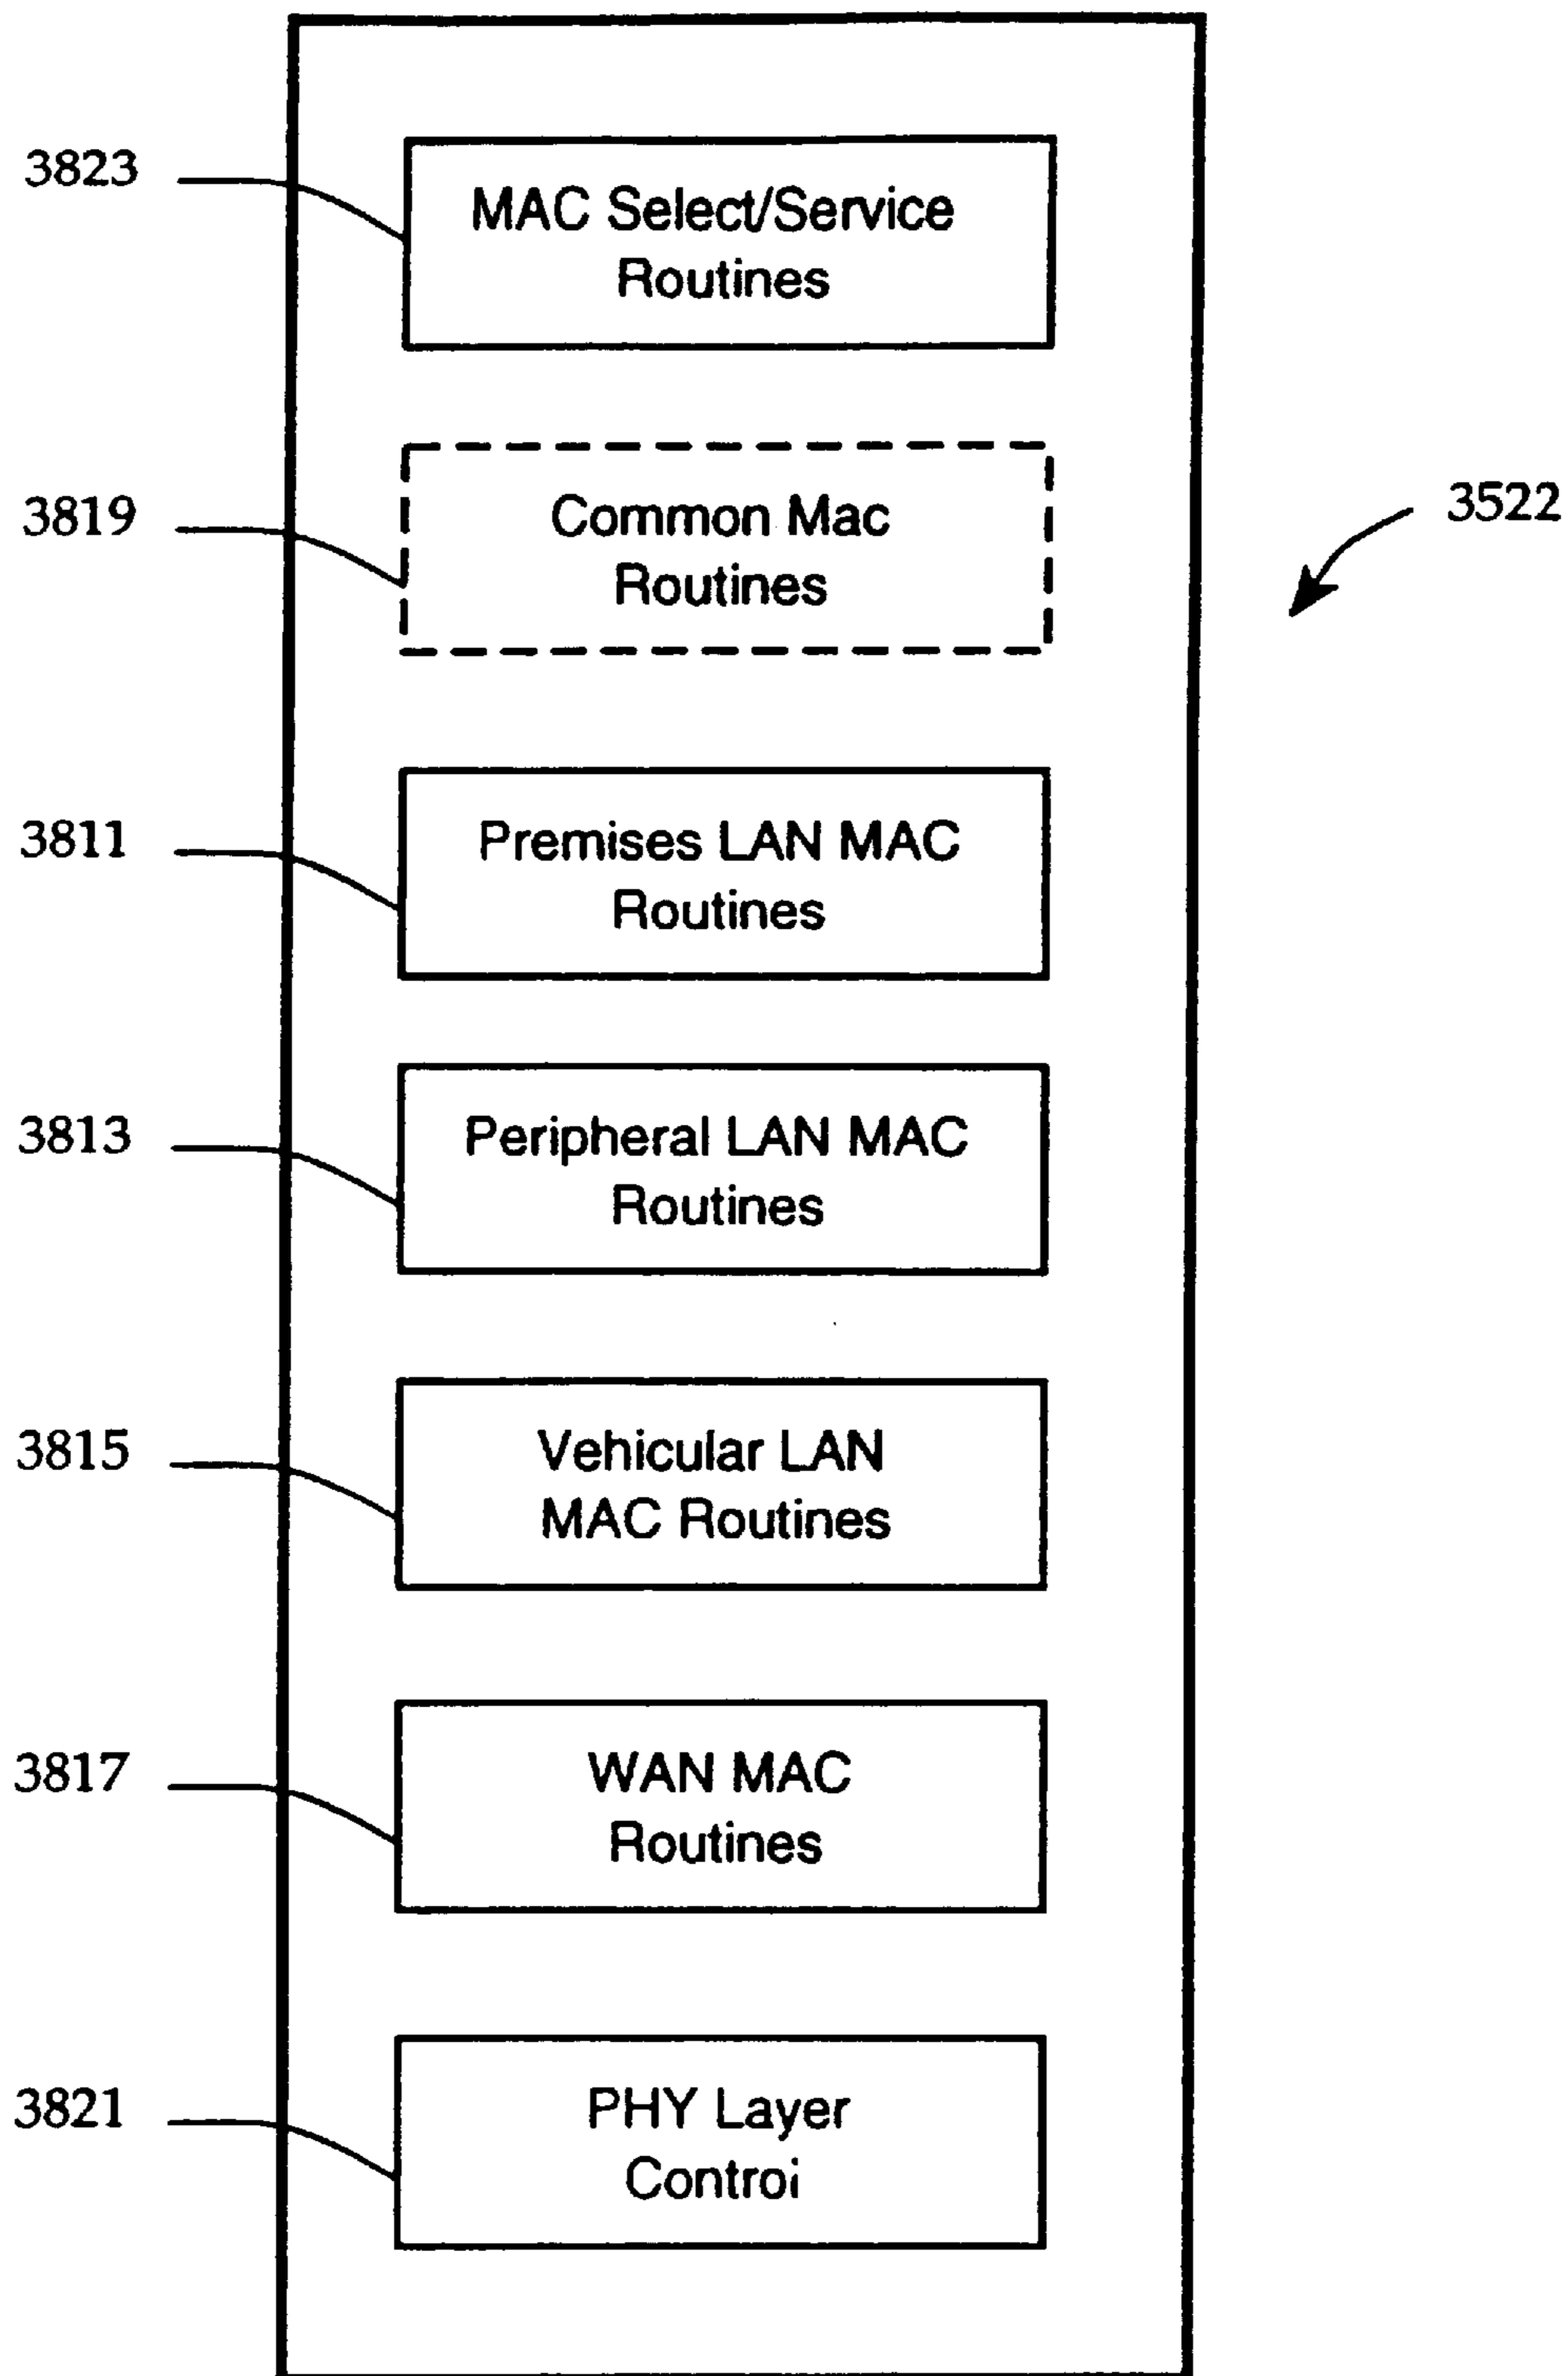 3823
MAC Select/Service
Routines
3819
Common Mac
Routines
3522
3811
Premises LAN MAC
Routines
3813
Peripheral LAN MAC
Routines
3815
Vehicular LAN
MAC Routines
3817
WAN MAC
Routines
3821
PHY Layer
Control